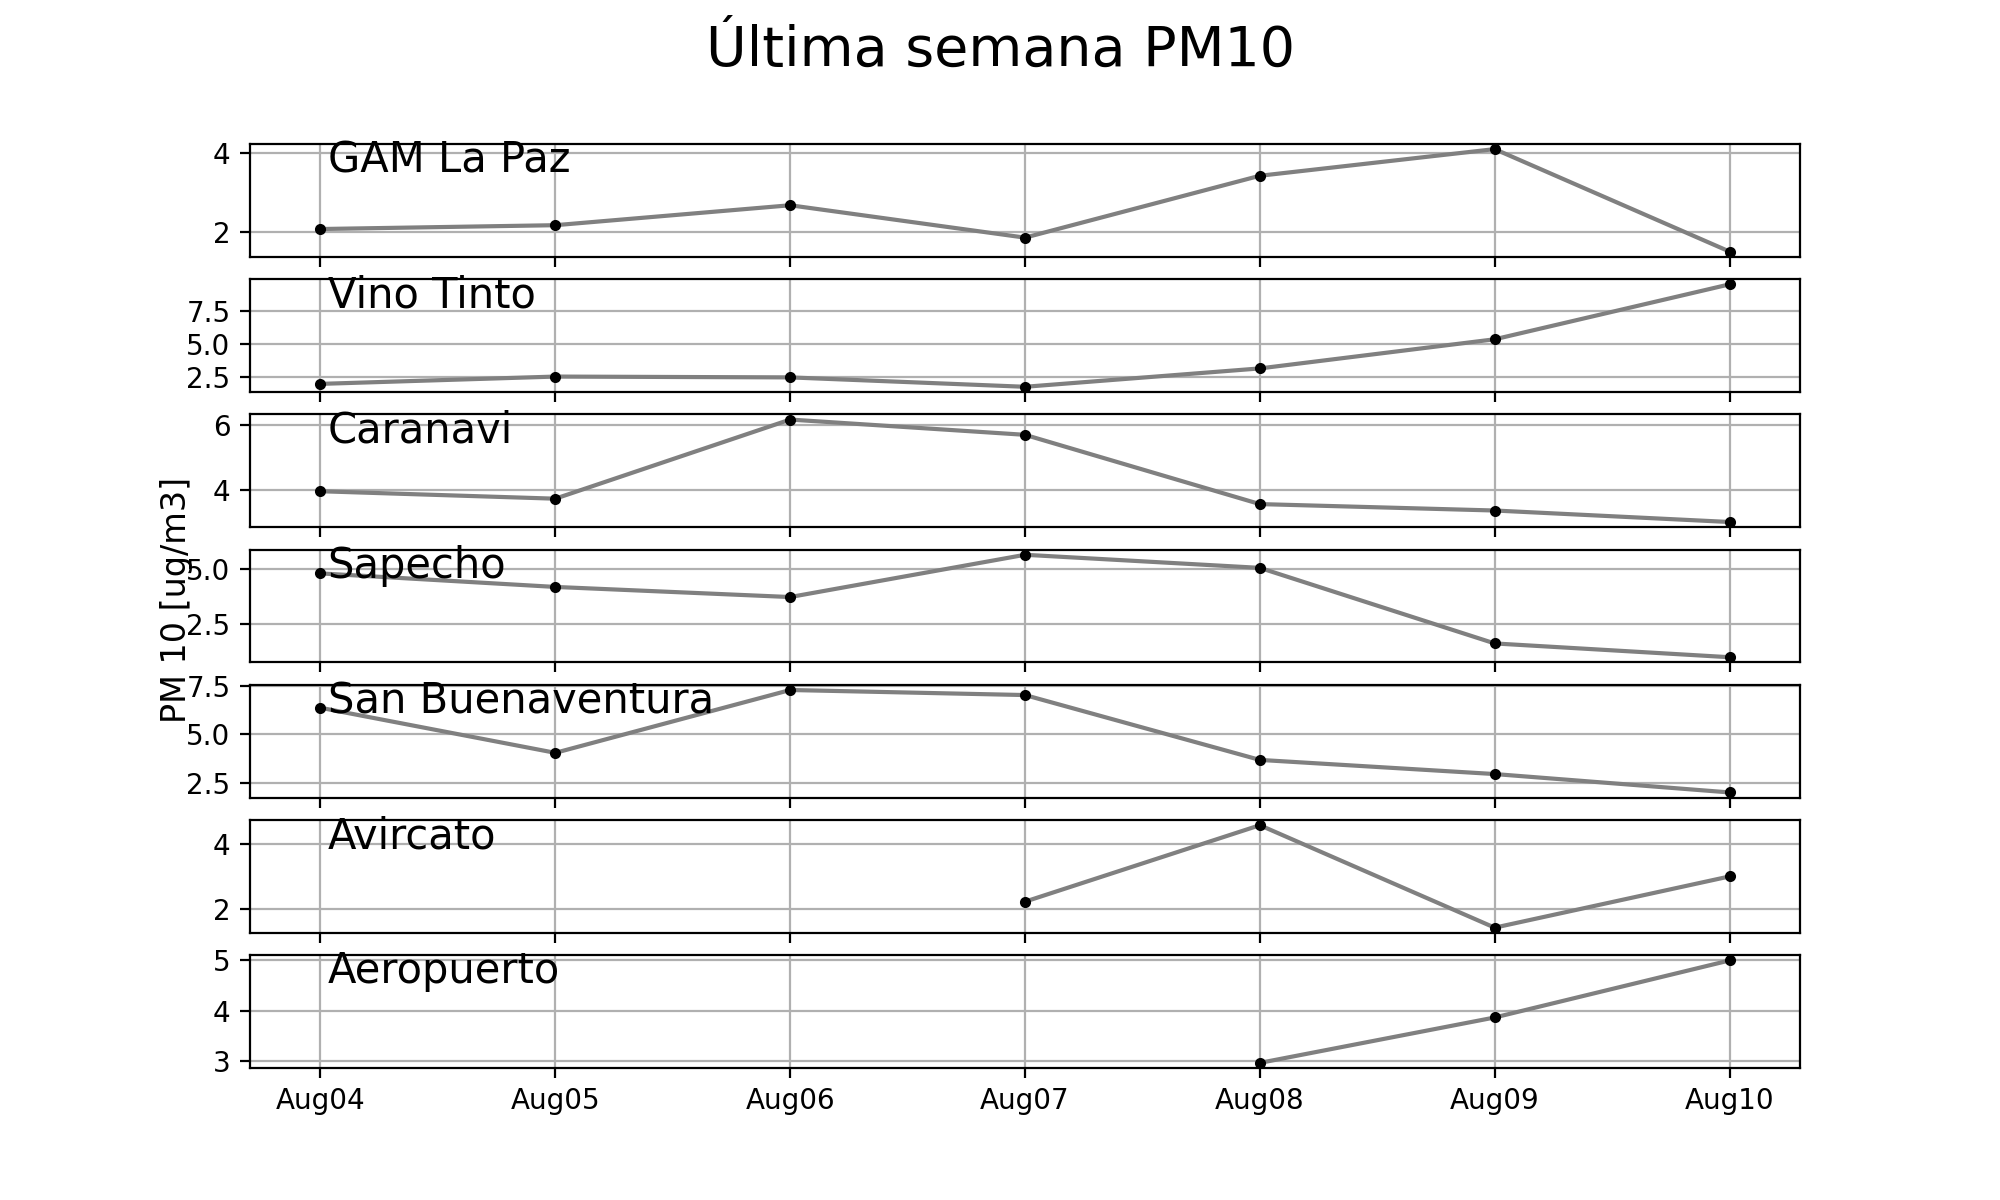 Última semana PM10
PM 10 [ug/m3]
GAM La Paz
4
2
Vino Tinto
7.5
5.0
2.5
Caranavi
6
4
Sapecho
5.0
2.5
San Buenaventura
7.5
5.0
2.5
Avircato
4
2
Aeropuerto
5
4
3
Aug04 Aug05 Aug06 Aug07 Aug08 Aug09 Aug10